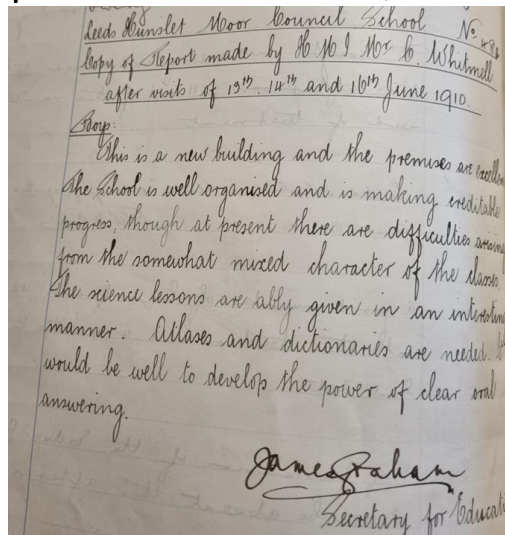 Leeds Hunslet Moor Council School No. 48
Copy of Report made by H M I Mr C. Whitmell
after visits of 13th, 14th and 16th June 1910.
Boys:
This is a new building and the premises are excellen
The School is well organised and is making creditable
progress, though at present there are difficulties arising
from the somewhat mixed character of the classes.
The science lessons are ably given in an interestin
manner. Atlases and dictionaries are needed. It
would be well to develop the power of clear oral
answering.
James Graham
Secretary for Educati